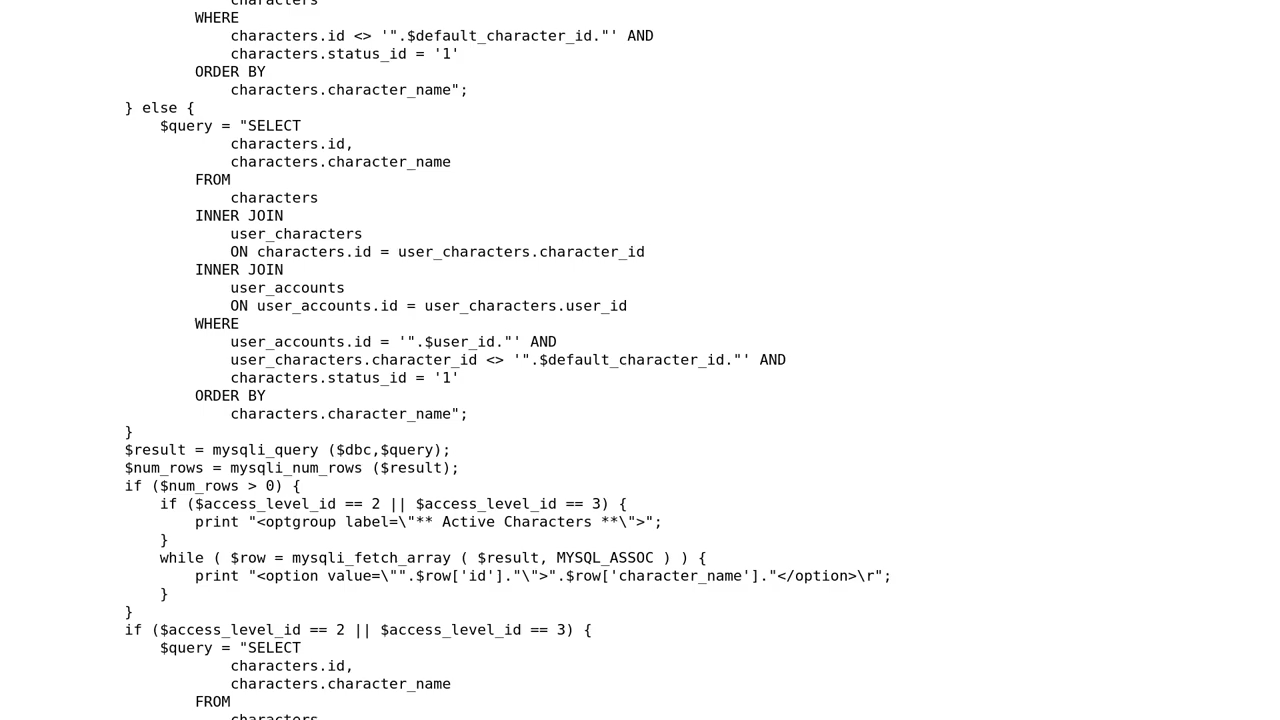 characters
WHERE
characters.id <> '".$default_character_id."' AND
characters.status_id = '1'
ORDER BY
characters.character_name";
} else {
$query = "SELECT
characters.id,
characters.character_name
FROM
characters
INNER JOIN
user_characters
ON characters.id = user_characters.character_id
INNER JOIN
user_accounts
ON user_accounts.id = user_characters.user_id
WHERE
user_accounts.id = '".$user_id."' AND
user_characters.character_id <> '".$default_character_id."' AND
characters.status_id = '1'
ORDER BY
characters.character_name";
}
$result = mysqli_query ($dbc,$query);
$num_rows = mysqli_num_rows ($result);
if ($num_rows > 0) {
if ($access_level_id == 2 || $access_level_id == 3) {
print "<optgroup label=\"** Active Characters **\">";
}
while ( $row = mysqli_fetch_array ( $result, MYSQL_ASSOC ) ) {
print "<option value=\"".$row['id']."\">".$row['character_name']."</option>\r";
}
}
if ($access_level_id == 2 || $access_level_id == 3) {
$query = "SELECT
characters.id,
characters.character_name
FROM
characters